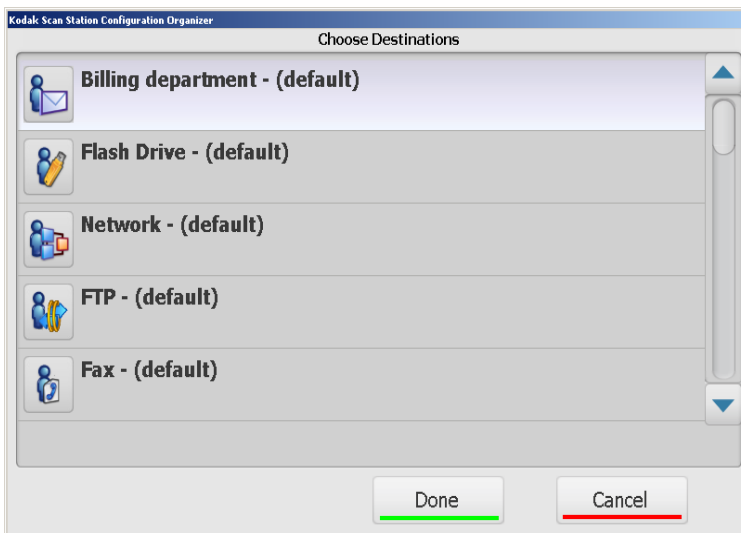 Kodak Scan Station Configuration Organizer
Choose Destinations
Billing department - (default)
Flash Drive - (default)
Network - (default)
FTP - (default)
Fax - (default)
Done
Cancel